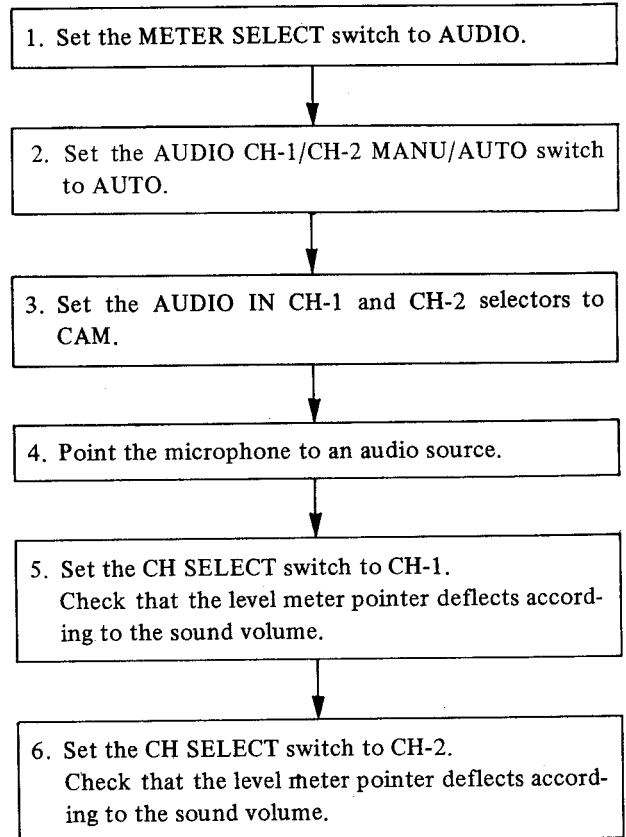 1. Set the METER SELECT switch to AUDIO.
2. Set the AUDIO CH-1/CH-2 MANU/AUTO switch
to AUTO.
3. Set the AUDIO IN CH-1 and CH-2 selectors to
CAM.
4. Point the microphone to an audio source.
5. Set the CH SELECT switch to CH-1.
Check that the level meter pointer deflects accord-
ing to the sound volume.
6. Set the CH SELECT switch to CH-2.
Check that the level meter pointer deflects accord-
ing to the sound volume.